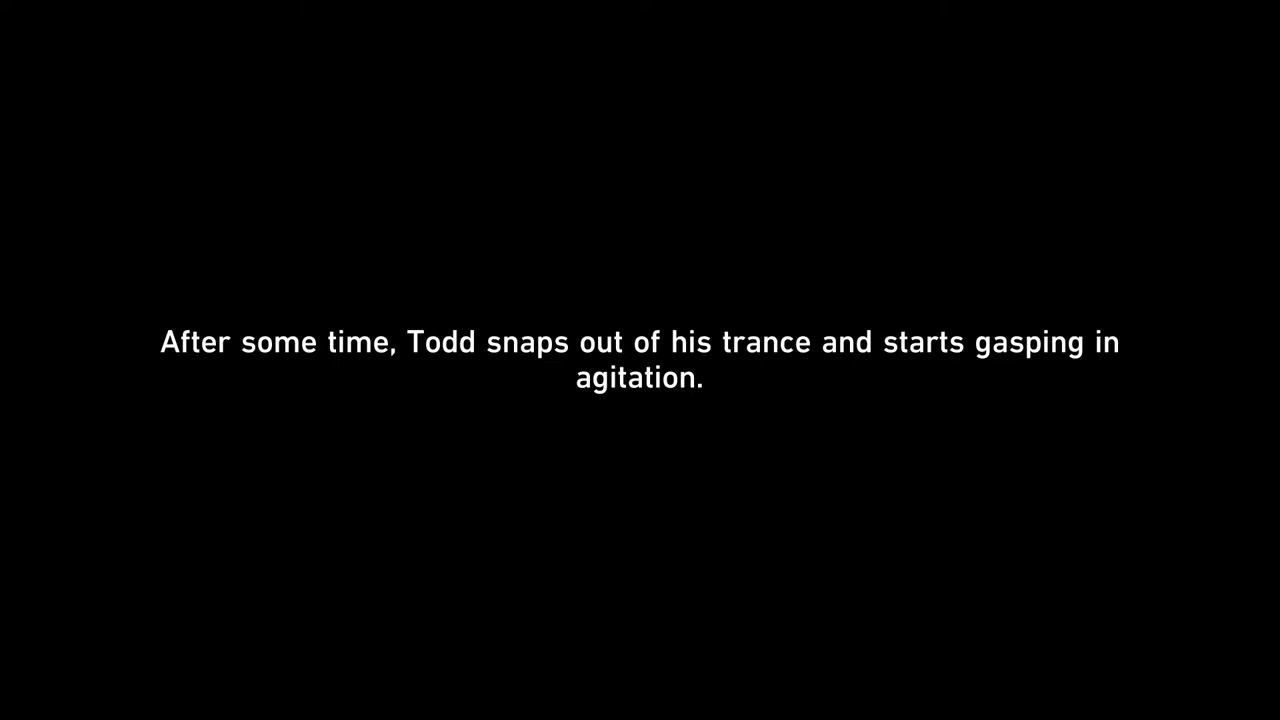 After some time, Todd snaps out of his trance and starts gasping in
agitation.